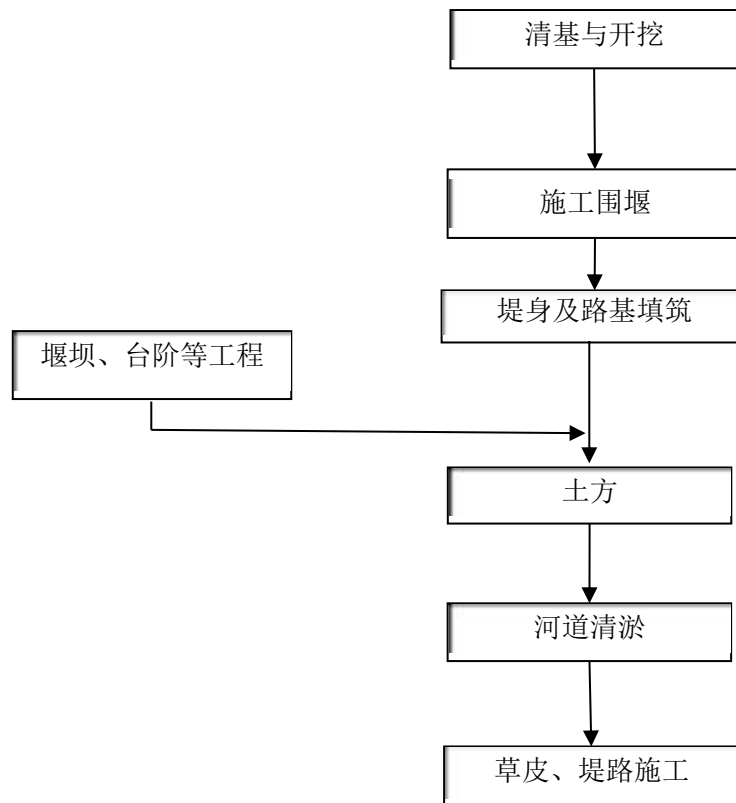 清基与开挖
施工围堰
堤身及路基填筑
堰坝、台阶等工程
土方
河道清淤
草皮、堤路施工